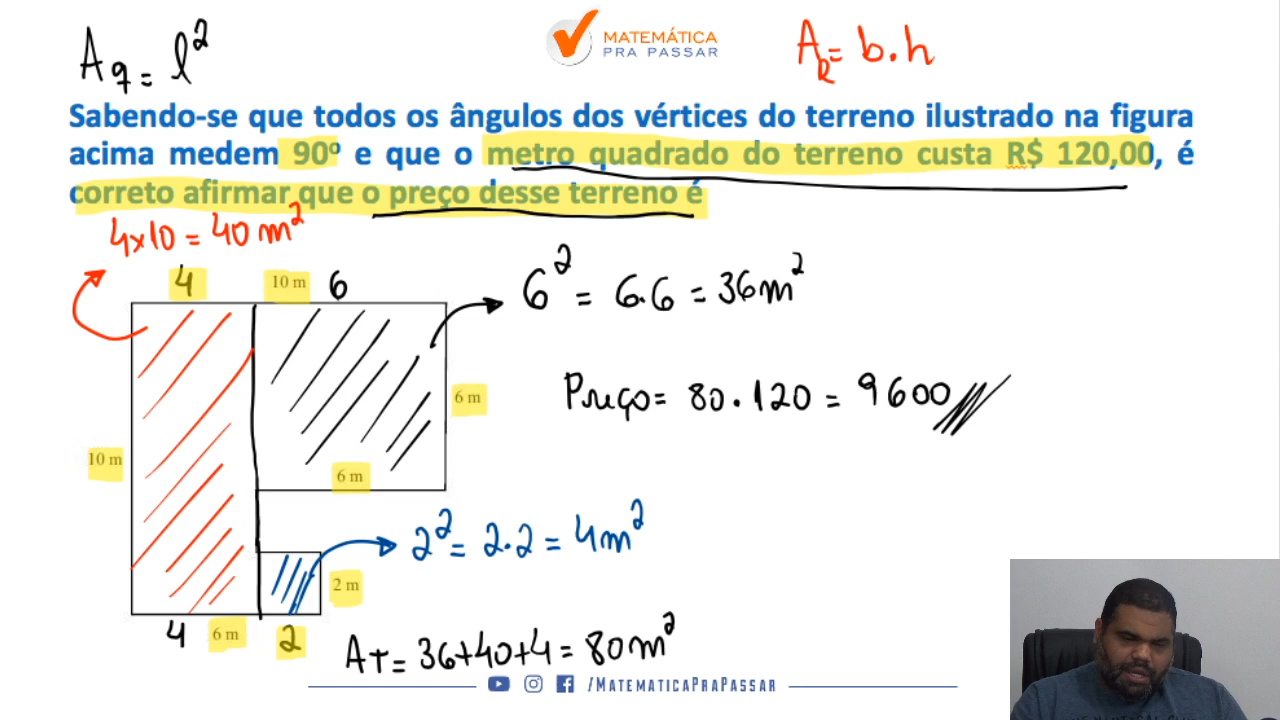 A q = l²
MATEMÁTICA
PRA PASSAR
A R = b.h
Sabendo-se que todos os ângulos dos vértices do terreno ilustrado na figura
acima medem 90º e que o metro quadrado do terreno custa R$ 120,00, é
correto afirmar que o preço desse terreno é
4x10 = 40 m²
4
10 m
6
6² = 6.6 = 36m²
Preço = 80.120 = 9600
6 m
10 m
6 m
2² = 2.2 = 4m²
2 m
4
6 m
2
AT = 36+40+4 = 80m²
/MatematicaPraPassar